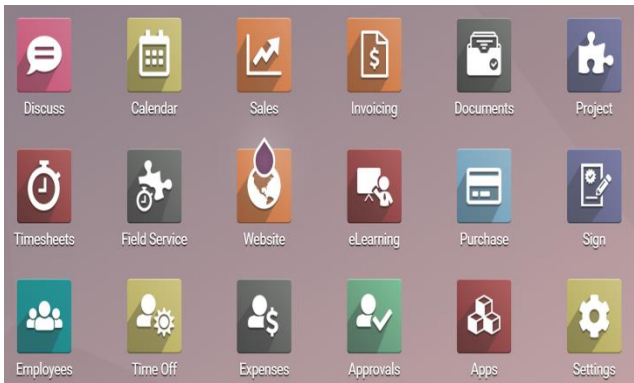 Discuss Calendar Sales Invoicing Documents Project
Timesheets Field Service Website eLearning Purchase Sign
Employees Time Off Expenses Approvals Apps Settings